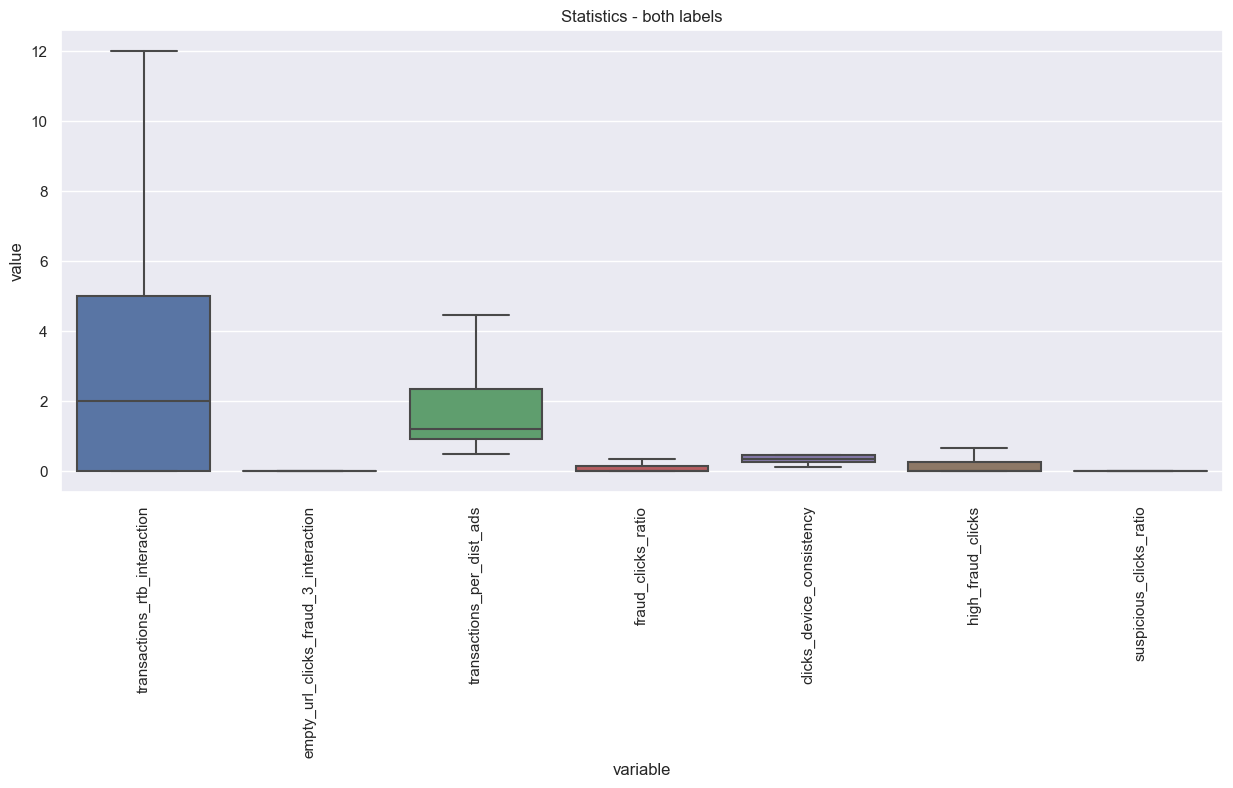 Statistics - both labels
value
12
10
8
6
4
2
0
transactions_rtb_interaction
empty_url_clicks_fraud_3_interaction
transactions_per_dist_ads
fraud_clicks_ratio
clicks_device_consistency
high_fraud_clicks
suspicious_clicks_ratio
variable